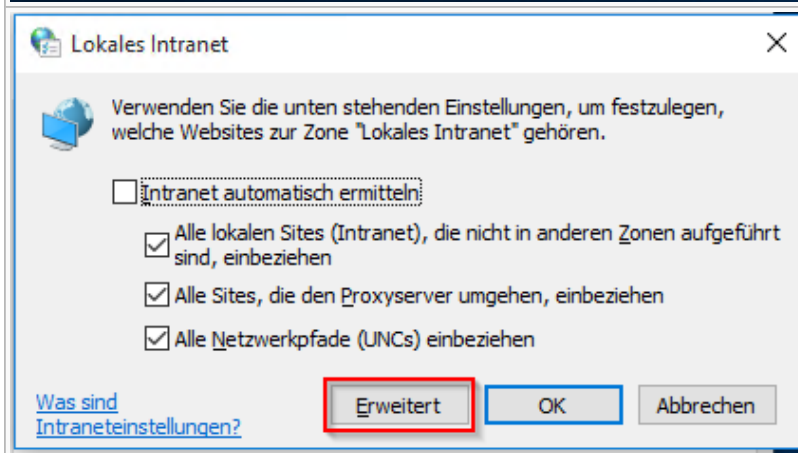 Lokales Intranet
Verwenden Sie die unten stehenden Einstellungen, um festzulegen,
welche Websites zur Zone "Lokales Intranet" gehören.
Intranet automatisch ermitteln
Alle lokalen Sites (Intranet), die nicht in anderen Zonen aufgeführt
sind, einbeziehen
Alle Sites, die den Proxyserver umgehen, einbeziehen
Alle Netzwerkpfade (UNCs) einbeziehen
Was sind
Intraneteinstellungen?
Erweitert
OK
Abbrechen